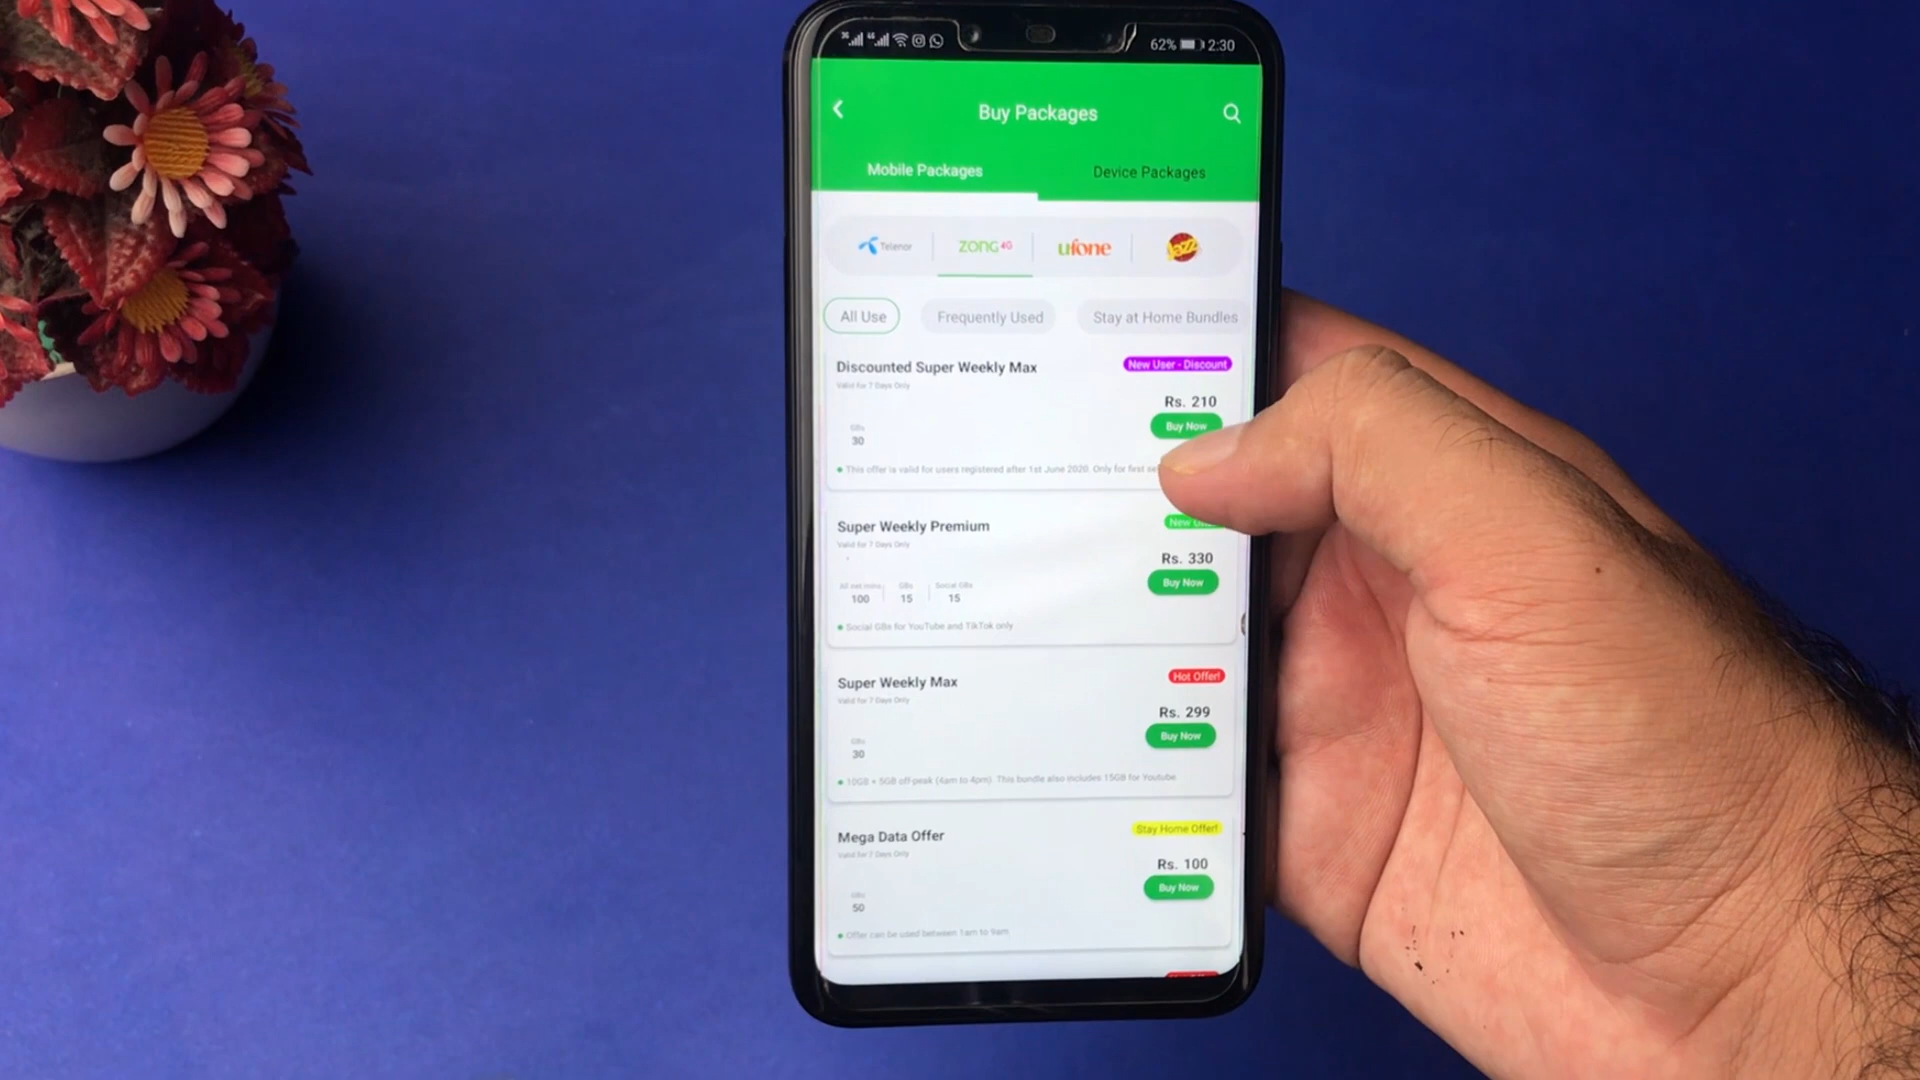 3G 4G 62% 2:30
Buy Packages
Mobile Packages Device Packages
Telenor ZONG 4G ufone Jazz
All Use Frequently Used Stay at Home Bundles
Discounted Super Weekly Max New User - Discount
Valid for 7 Days Only
Rs. 210
GBs
30
Buy Now
This offer is valid for users registered after 1st June 2020. Only for first
Super Weekly Premium New
Valid for 7 Days Only
Rs. 330
All net mins GBs Social GBs
100 15 15
Buy Now
Social GBs for YouTube and TikTok only
Super Weekly Max Hot Offer!
Valid for 7 Days Only
Rs. 299
GBs
30
Buy Now
10GB + 5GB off-peak (4am to 4pm). This bundle also includes 15GB for Youtube
Mega Data Offer Stay Home Offer!
Valid for 7 Days Only
Rs. 100
GBs
50
Buy Now
Offer can be used between 1am to 9am